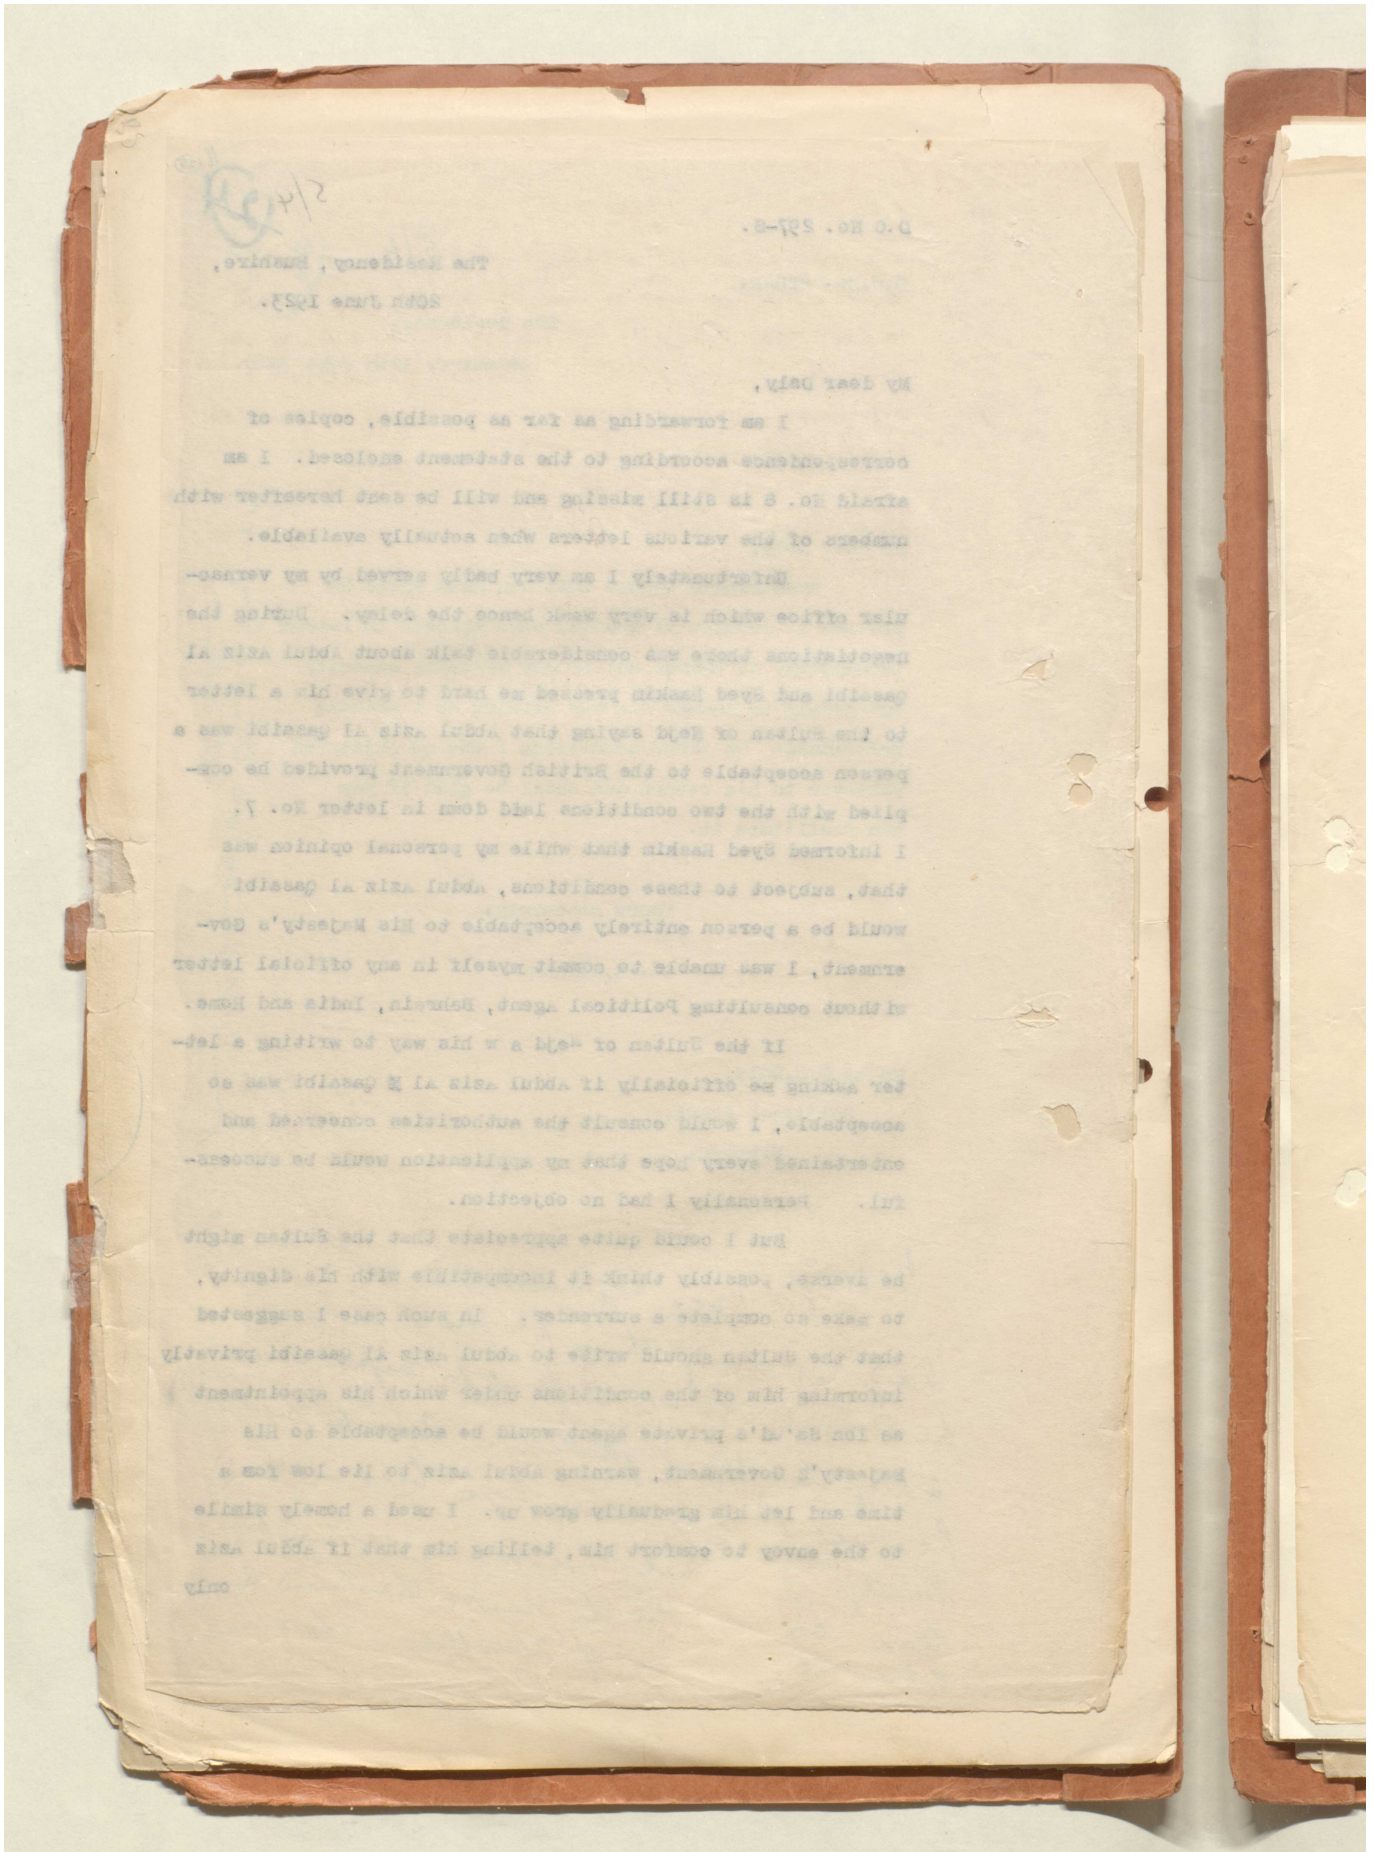 5/4
D.O No. 297-S.
The Residency, Bushire,
20th June 1923.
My dear Daly,
I am forwarding as far as possible, copies of
correspondence according to the statement enclosed. I am
afraid No. 8 is still missing and will be sent hereafter with
numbers of the various letters when actually available.
Unfortunately I am very badly served by my vernac-
ular office which is very weak hence the delay. During the
negotiations there was considerable talk about Abdul Aziz Al
Qasaibi and Syed Hashim pressed me hard to give him a letter
to the Sultan of Nejd saying that Abdul Aziz Al Qasaibi was a
person acceptable to the British Government provided he com-
plied with the two conditions laid down in letter No. 7.
I informed Syed Hashim that while my personal opinion was
that, subject to these conditions, Abdul Aziz Al Qasaibi
would be a person entirely acceptable to His Majesty's Gov-
ernment, I was unable to commit myself in any official letter
without consulting Political Agent, Bahrain, India and Home.
If the Sultan of Nejd his way to writing a let-
ter asking me officially if Abdul Aziz Al Qasaibi was so
acceptable, I would consult the authorities concerned and
entertained every hope that my application would be success-
ful. Personally I had no objection.
But I could quite appreciate that the Sultan might
be averse, possibly think it incompatible with his dignity,
to make so complete a surrender. In such case I suggested
that the Sultan should write to Abdul Aziz Al Qasaibi privatly
informing him of the conditions under which his appointment
as Ibn Sa'ud's private agent would be acceptable to His
Majesty's Government, warning Abdul Aziz to lie low fom a
time and let him gradually grow up. I used a homely simile
to the envoy to comfort him, telling him that if Abdul Aziz
only